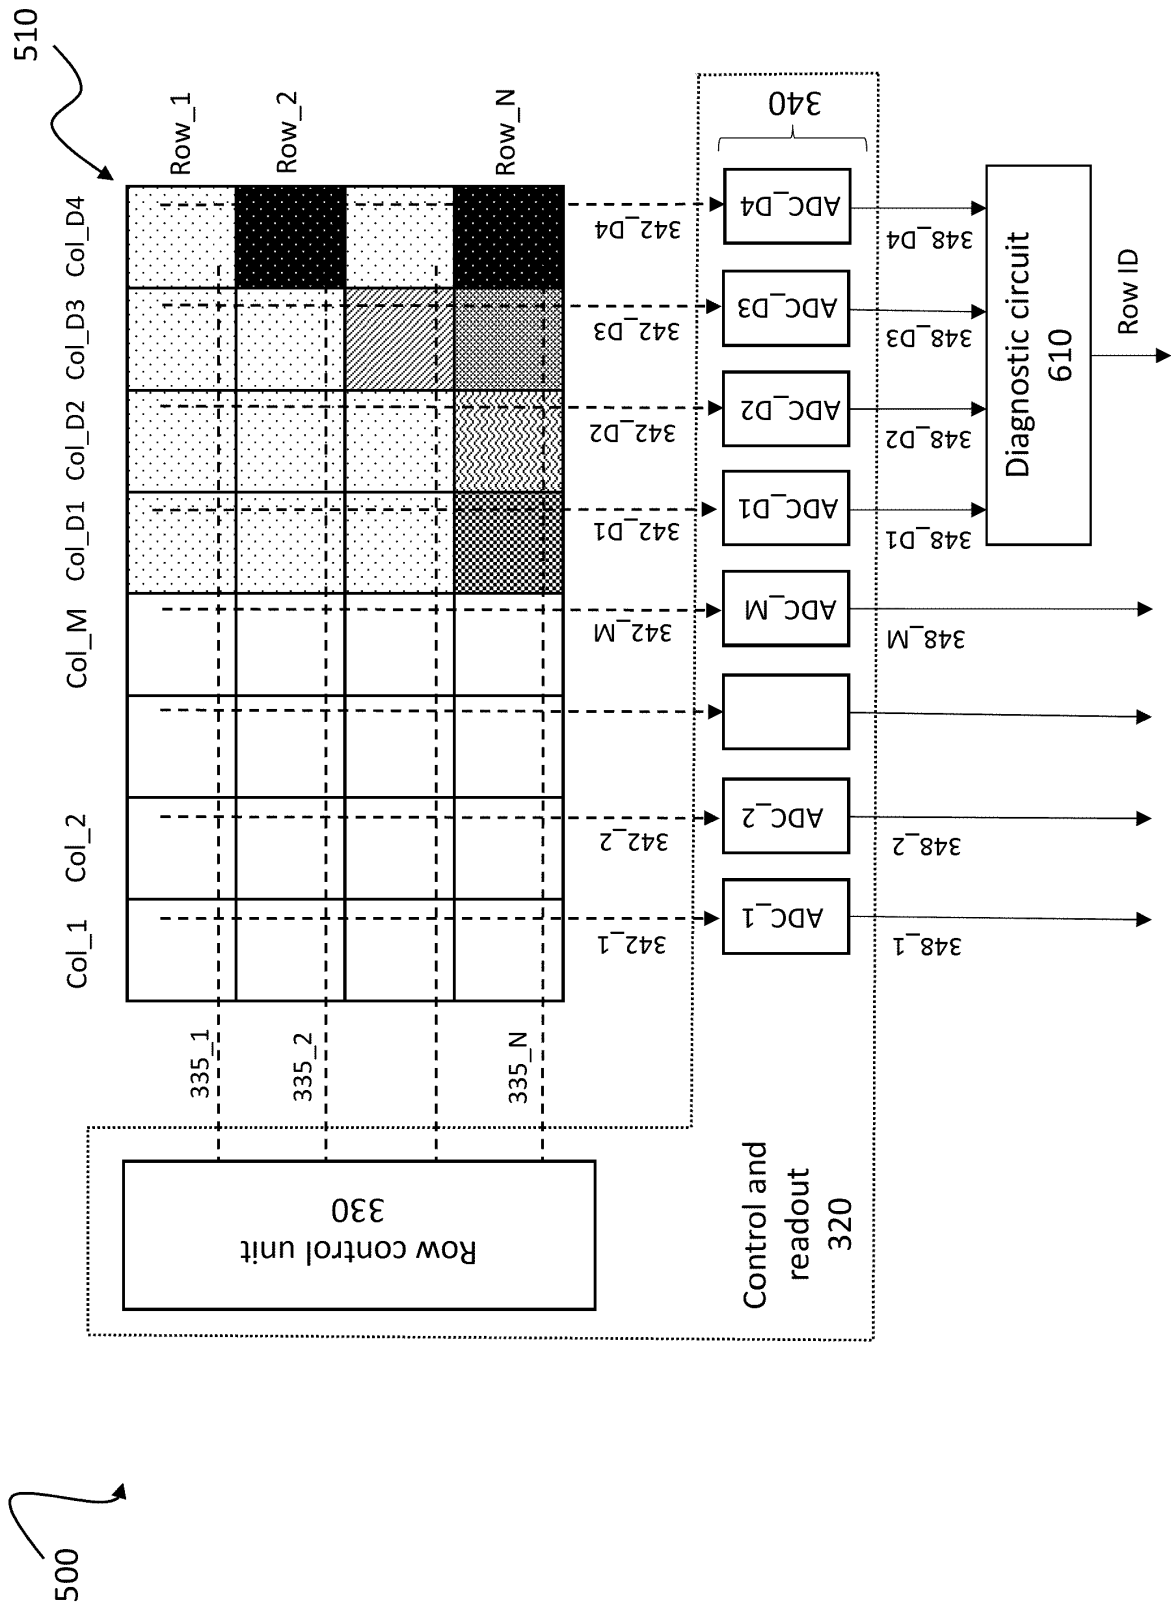 510
Row_1
Row_2
Row_N
Col_D4
Col_D3
Col_D2
Col_D1
Col_M
Col_2
Col_1
340
342_D4
342_D3
342_D2
342_D1
342_M
342_2
342_1
ADC_D4
ADC_D3
ADC_D2
ADC_D1
ADC_M
ADC_2
ADC_1
348_D4
348_D3
348_D2
348_D1
348_M
348_2
348_1
Diagnostic circuit
610
Row ID
335_1
335_2
335_N
Row control unit
330
Control and
readout
320
500